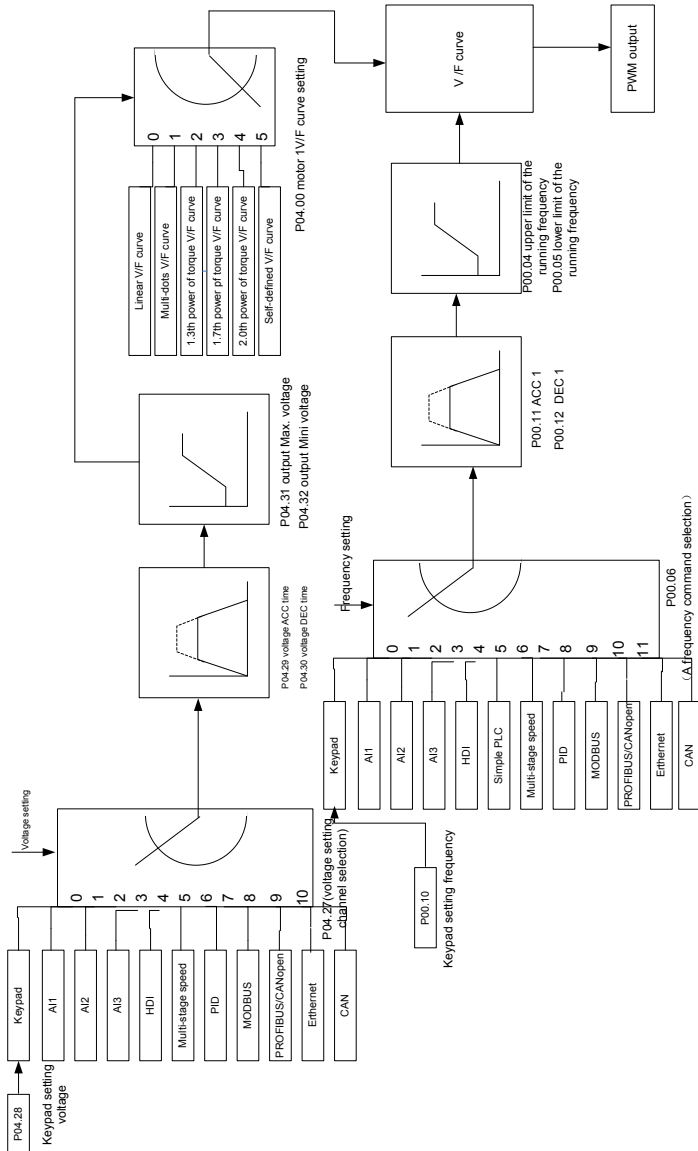 P04.28
Keypad setting
voltage
Keypad
AI1
AI2
AI3
HDI
Multi-stage speed
PID
MODBUS
PROFIBUS/CANopen
Erthernet
CAN
Voltage setting
0
1
2
3
4
5
6
7
8
9
10
P04.27(voltage setting
channel selection)
P04.29 voltage ACC time
P04.30 voltage DEC time
P04.31 output Max. voltage
P04.32 output Mini voltage
Linear V/F curve
Multi-dots V/F curve
1.3th power of torque V/F curve
1.7th power pf torque V/F curve
2.0th power of torque V/F curve
Self-defined V/F curve
0
1
2
3
4
5
P04.00 motor 1V/F curve setting
P00.10
Keypad setting frequency
Keypad
AI1
AI2
AI3
HDI
Simple PLC
Multi-stage speed
PID
MODBUS
PROFIBUS/CANopen
Erthernet
CAN
Frequency setting
0
1
2
3
4
5
6
7
8
9
10
11
P00.06
（A frequency command selection）
P00.11 ACC 1
P00.12 DEC 1
P00.04 upper limit of the
running frequency
P00.05 lower limit of the
running frequency
V /F curve
PWM output